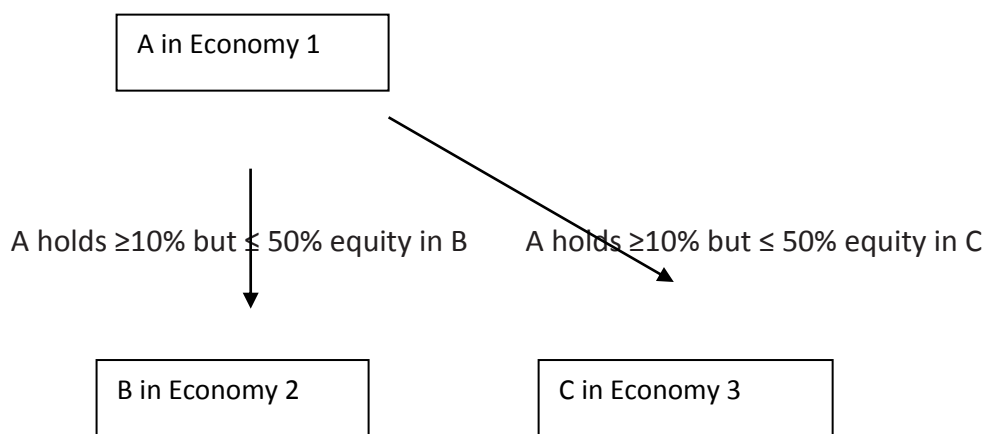 A in Economy 1
A holds ≥10% but ≤ 50% equity in B
A holds ≥10% but ≤ 50% equity in C
B in Economy 2
C in Economy 3